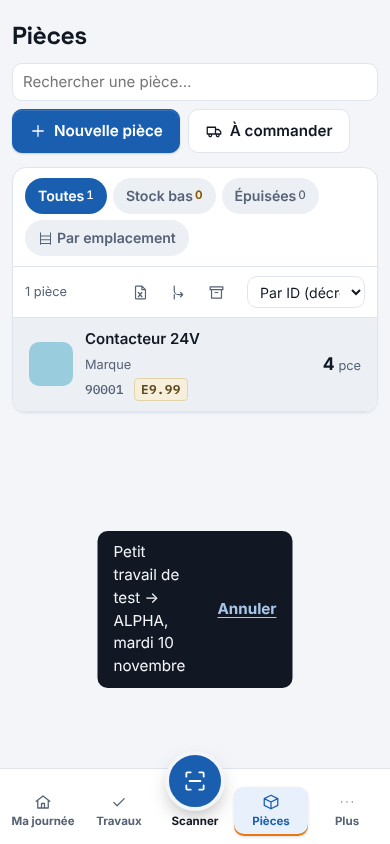 Pièces
Rechercher une pièce...
Nouvelle pièce
À commander
Toutes 1
Stock bas 0
Épuisées 0
Par emplacement
1 pièce
Par ID (décr
Contacteur 24V
Marque
4 pce
90001 E9.99
Petit
travail de
test →
ALPHA,
mardi 10
novembre
Annuler
Ma journée
Travaux
Scanner
Pièces
Plus